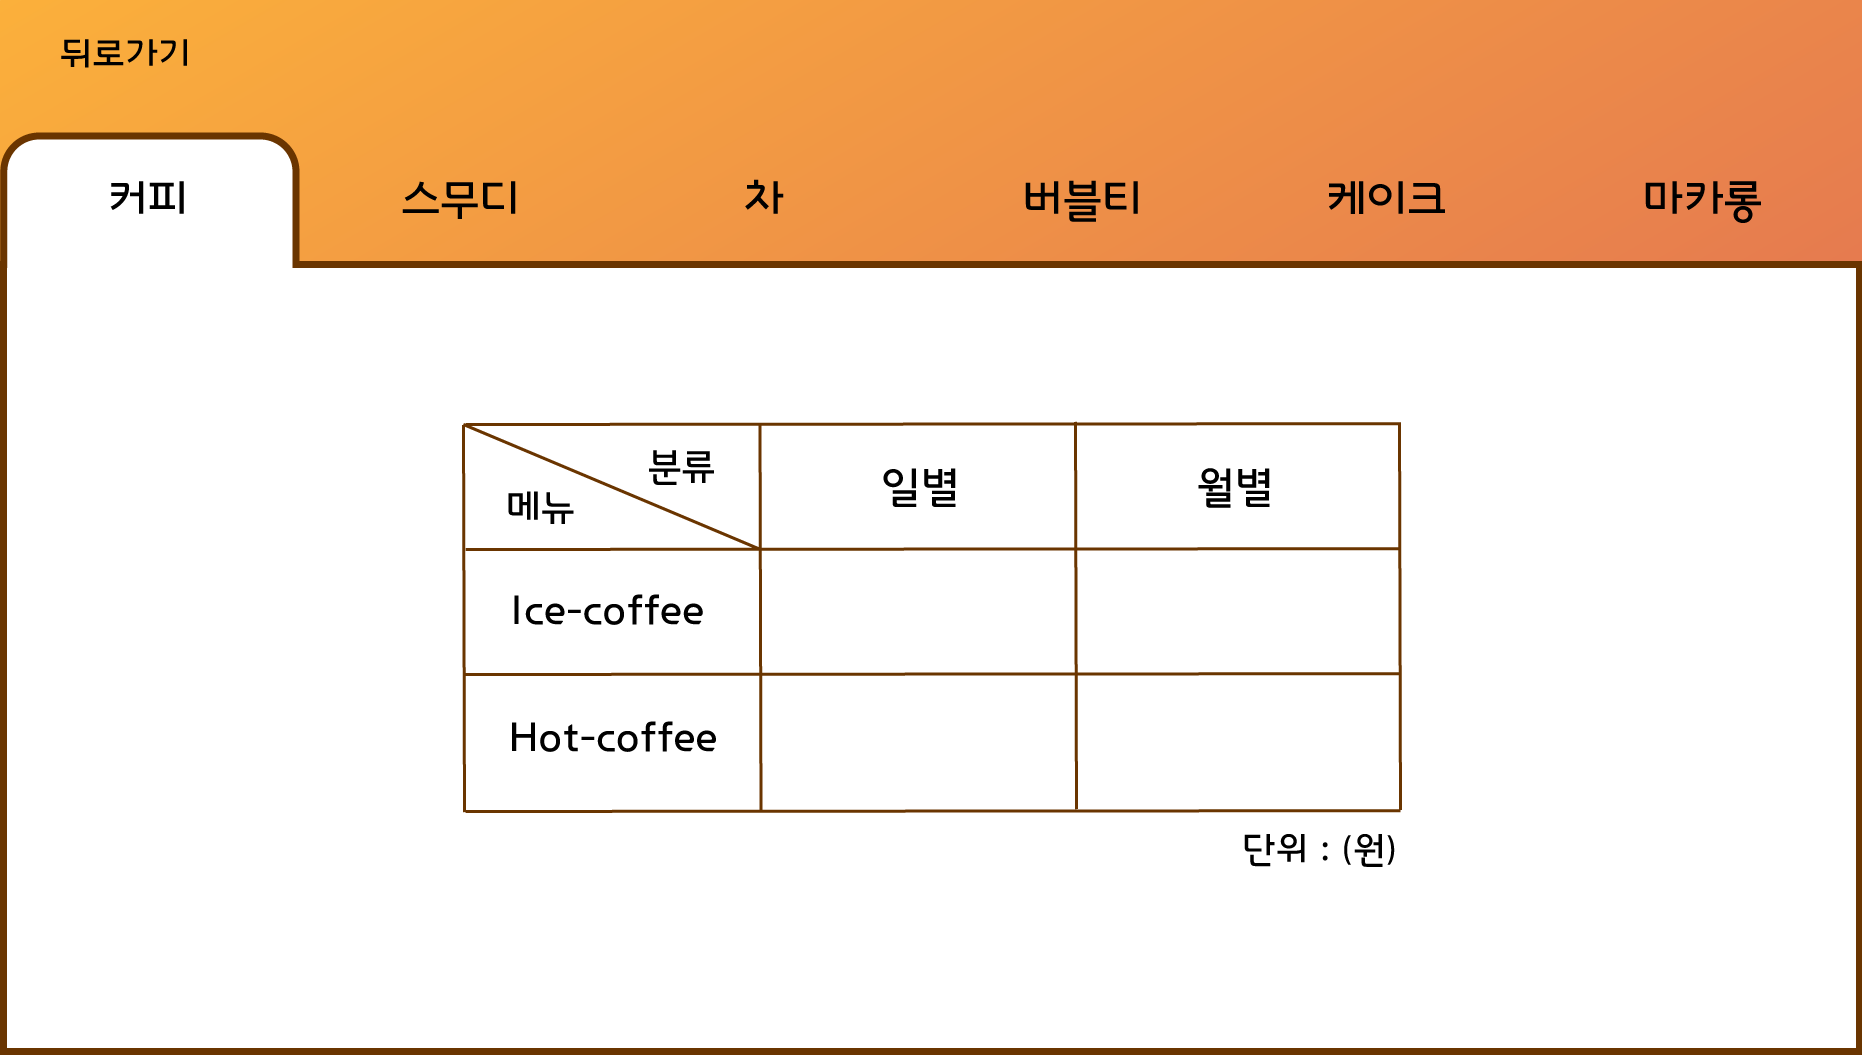 뒤로가기
커피 스무디 차 버블티 케이크 마카롱
분류
메뉴
일별 월별
Ice-coffee
Hot-coffee
단위 : (원)